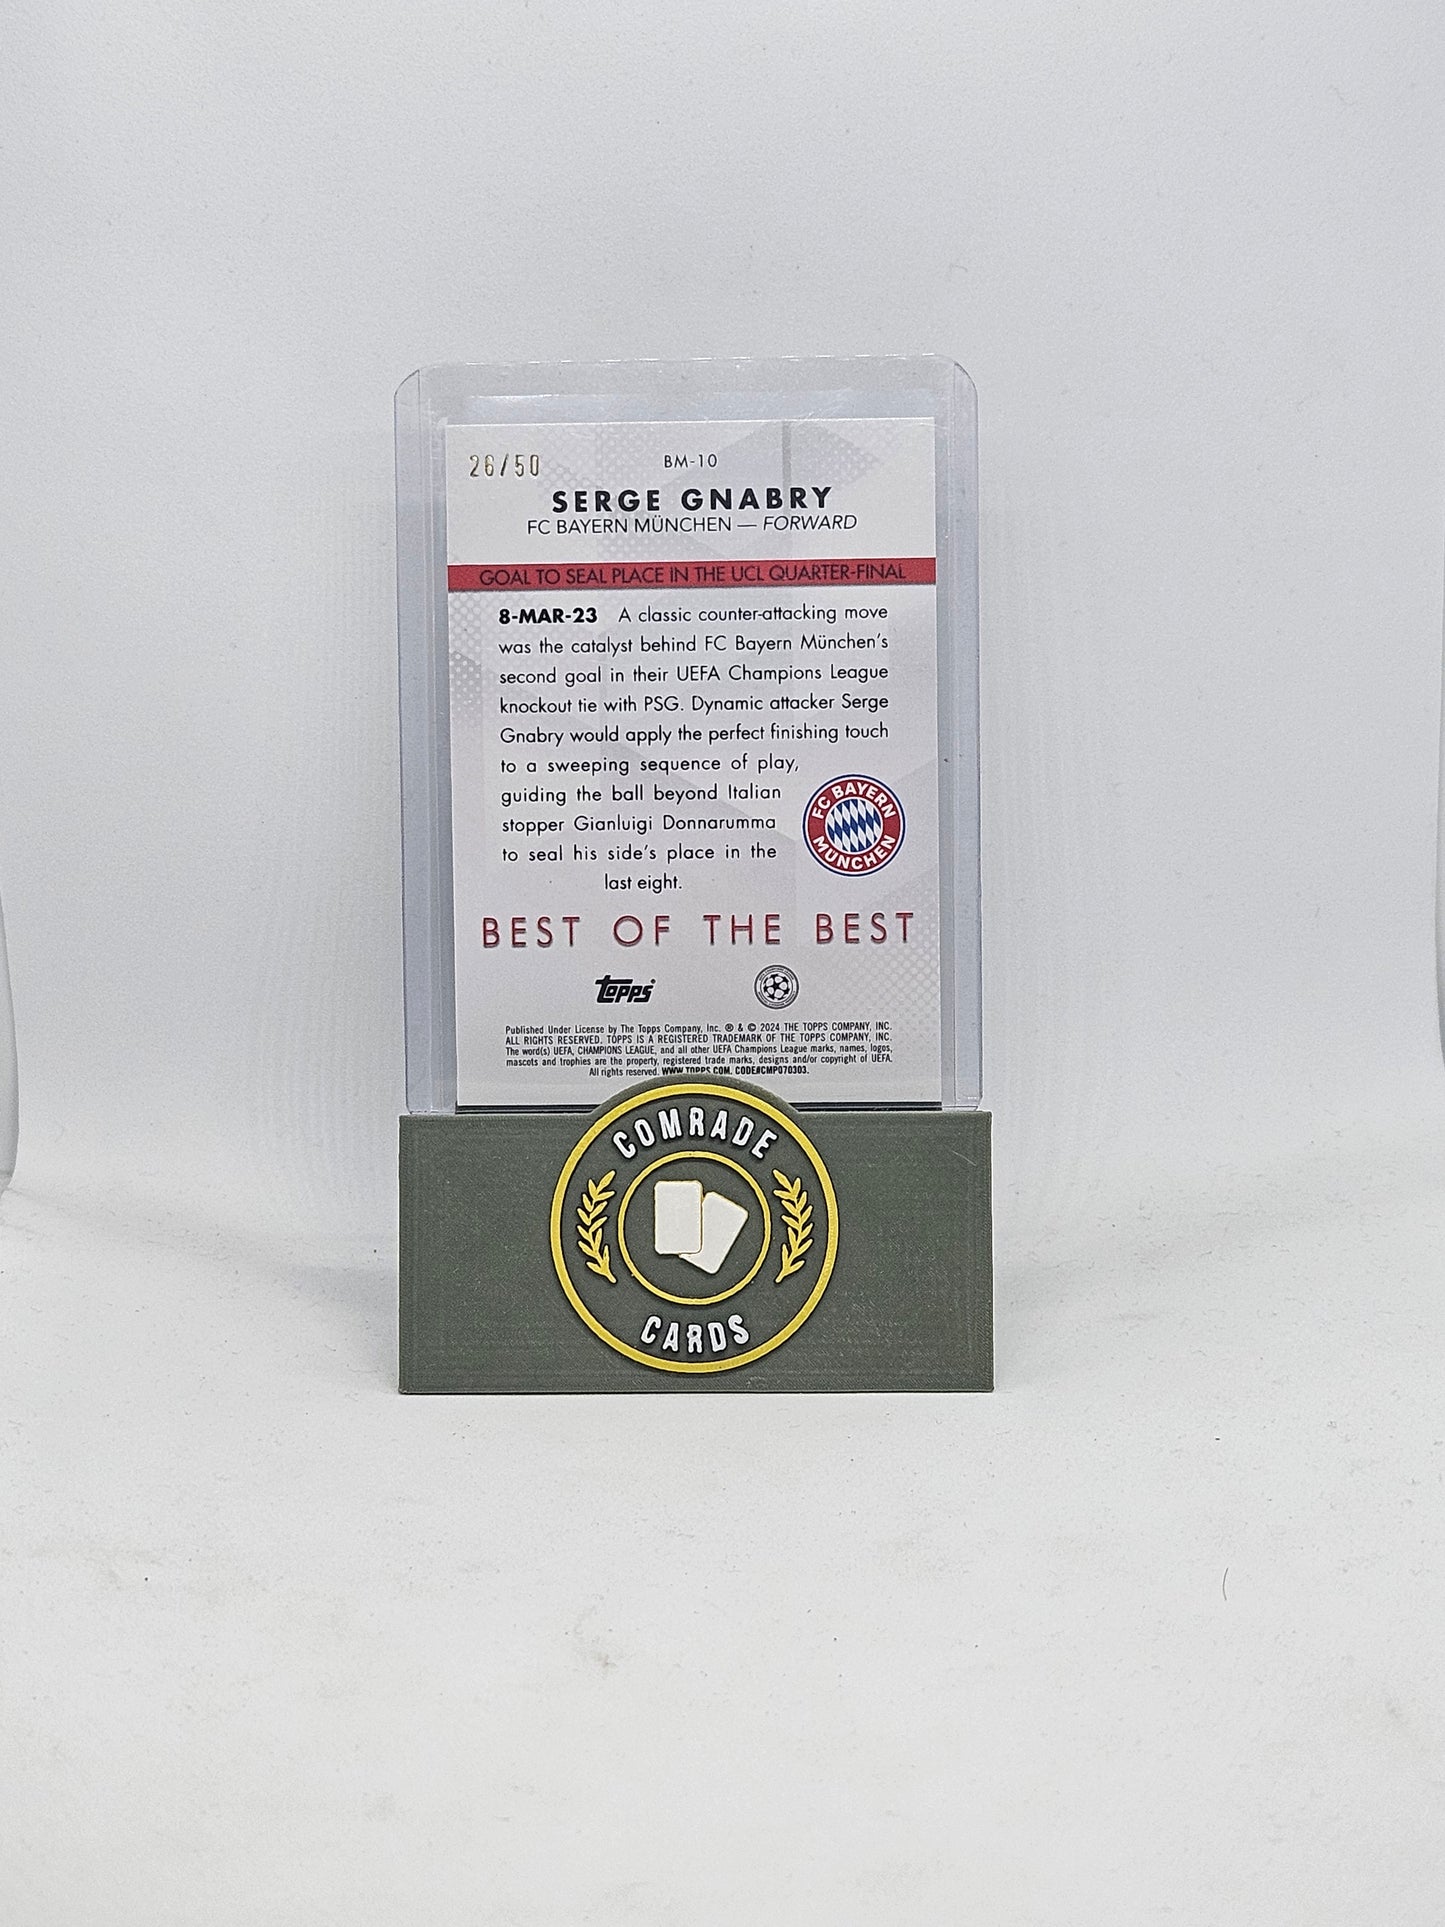 26/50
BM-10
SERGE GNABRY
FC BAYERN MÜNCHEN — FORWARD
GOAL TO SEAL PLACE IN THE UCL QUARTER-FINAL
8-MAR-23 A classic counter-attacking move
was the catalyst behind FC Bayern München's
second goal in their UEFA Champions League
knockout tie with PSG. Dynamic attacker Serge
Gnabry would apply the perfect finishing touch
to a sweeping sequence of play,
guiding the ball beyond Italian
stopper Gianluigi Donnarumma
to seal his side's place in the
last eight.
FC BAYERN
MÜNCHEN
BEST OF THE BEST
topps
Published Under License by The Topps Company, Inc. ® & © 2024 THE TOPPS COMPANY, INC.
ALL RIGHTS RESERVED. TOPPS IS A REGISTERED TRADEMARK OF THE TOPPS COMPANY, INC.
The word(s) UEFA, CHAMPIONS LEAGUE, and all other UEFA Champions League marks, names, logos,
mascots and trophies are the property, registered trade marks, designs and/or copyright of UEFA.
All rights reserved. WWW.TOPPS.COM. CODE#CMP070303.
COMRADE
CARDS